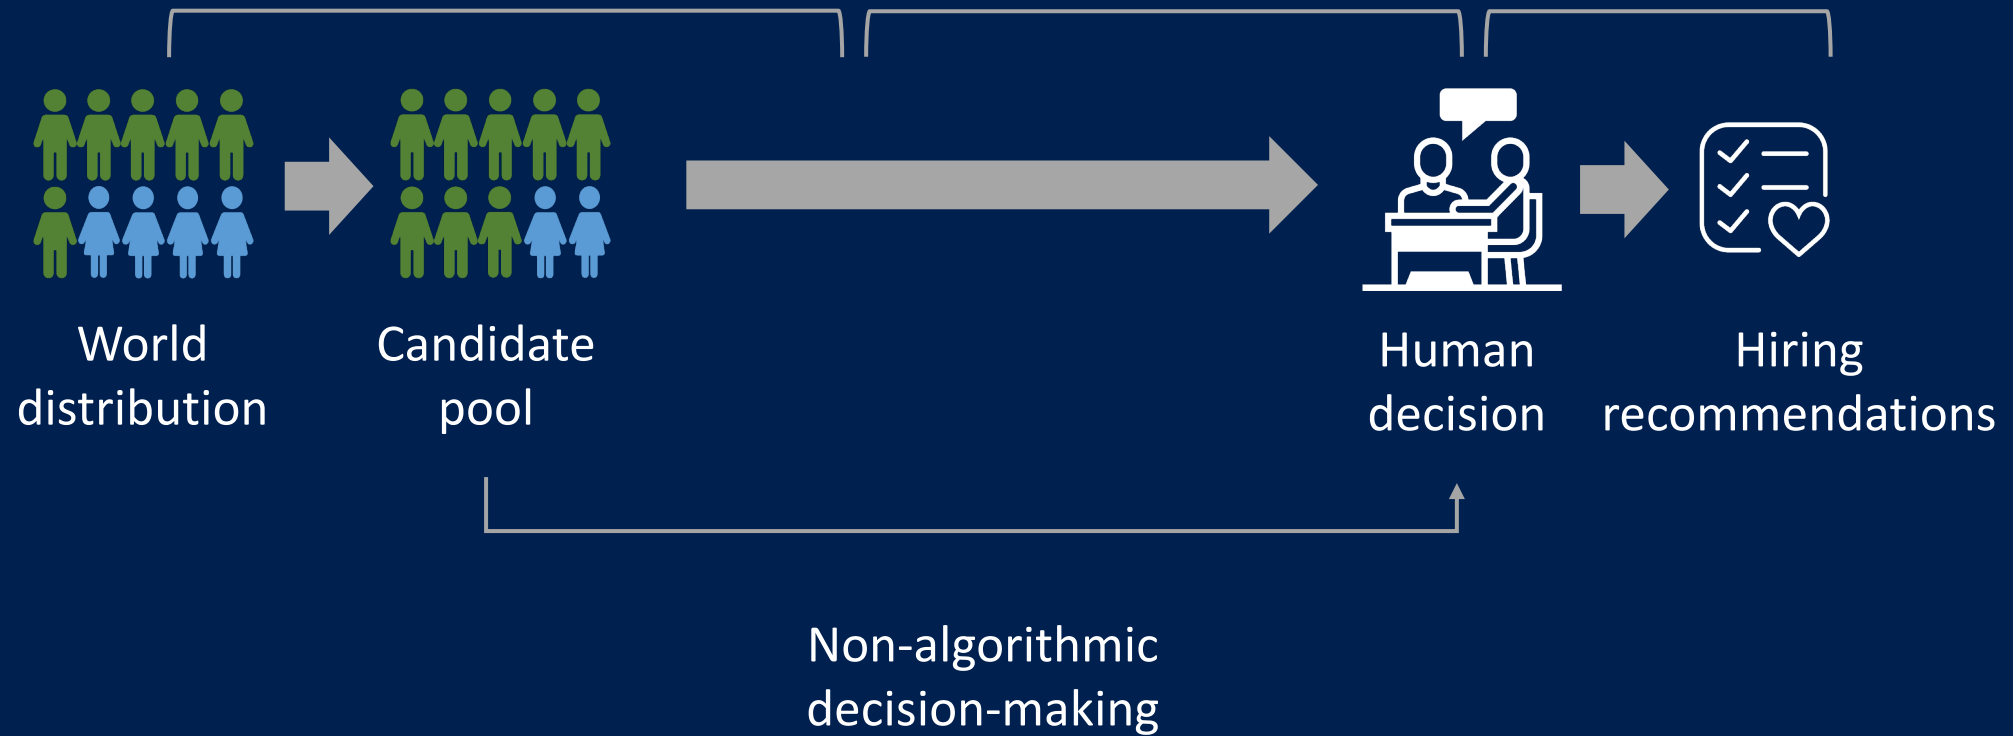 World
distribution
Candidate
pool
Human
decision
Hiring
recommendations
Non-algorithmic
decision-making